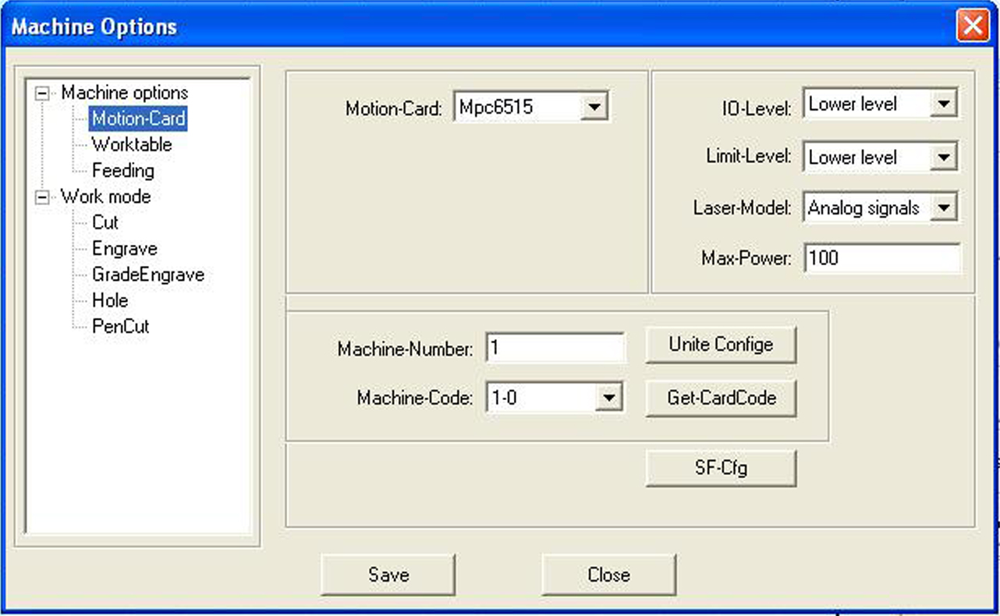 Machine Options
Machine options
Motion-Card
Worktable
Feeding
Work mode
Cut
Engrave
GradeEngrave
Hole
PenCut
Motion-Card: Mpc6515
IO-Level: Lower level
Limit-Level: Lower level
Laser-Model: Analog signals
Max-Power: 100
Machine-Number: 1
Unite Confige
Machine-Code: 1-0
Get-CardCode
SF-Cfg
Save
Close